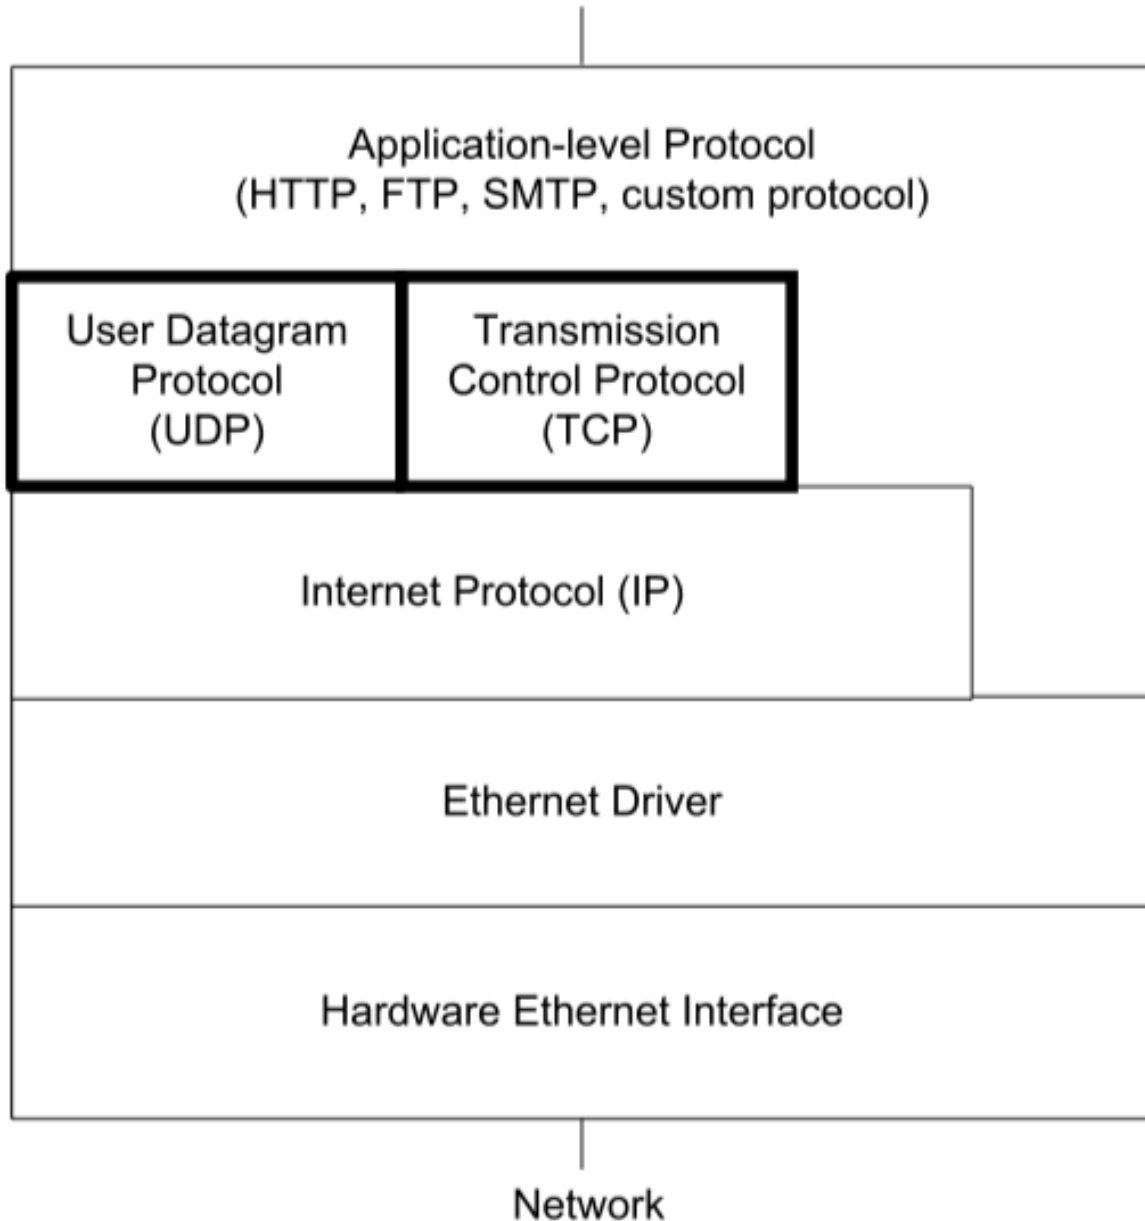 Application-level Protocol
(HTTP, FTP, SMTP, custom protocol)
User Datagram
Protocol
(UDP)
Transmission
Control Protocol
(TCP)
Internet Protocol (IP)
Ethernet Driver
Hardware Ethernet Interface
Network